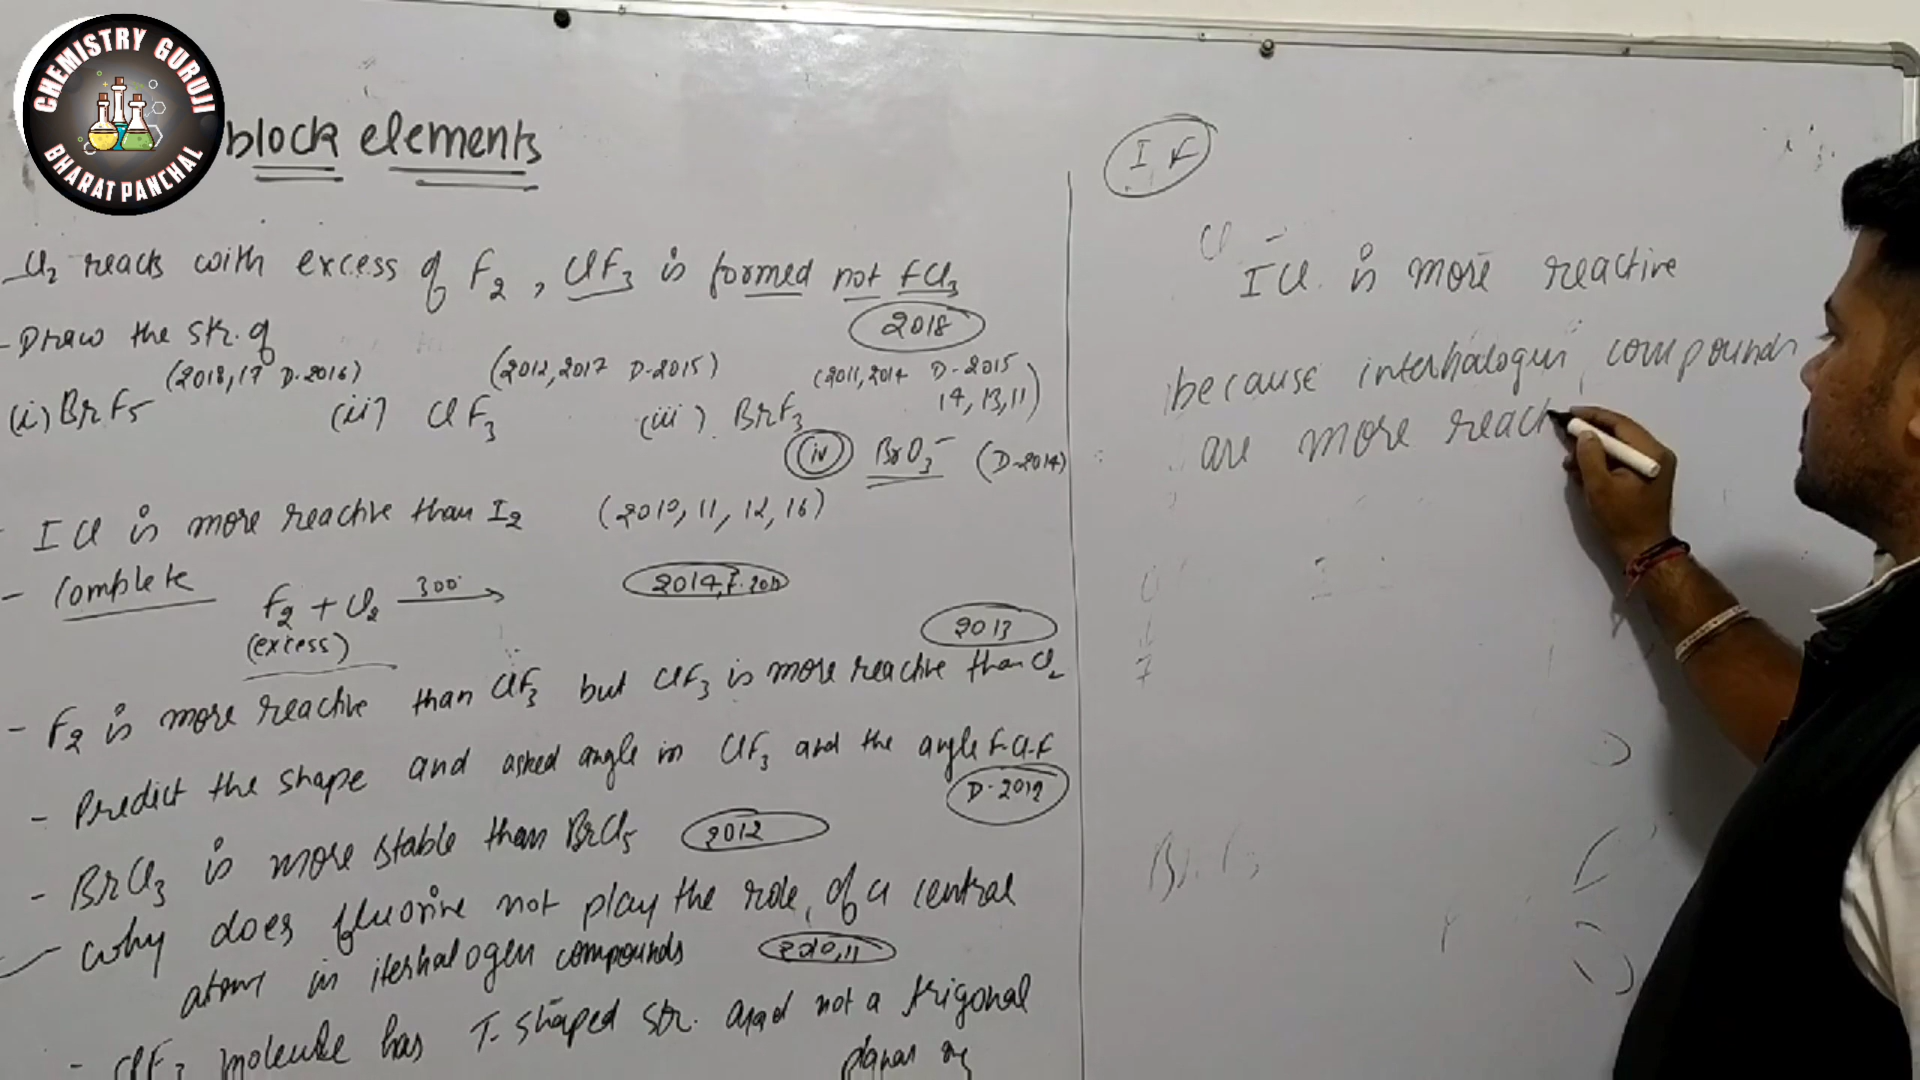 CHEMISTRY GURUJI
BHARAT PANCHAL
block elements
Cl2 reacts with excess of F2, ClF3 is formed not FCl3
2018
- Draw the str. of
(2018,17 D-2016) (2012,2017 D-2015) (2011,2014 D-2015
14,13,11)
(i) BrF5 (ii) ClF3 (iii) BrF3
(iv) BrO3- (D-2014)
- ICl is more reactive than I2 (2010, 11, 12, 16)
- Complete F2 + Cl2 300° →
(excess)
2013
- F2 is more reactive than ClF3 but ClF3 is more reactive than Cl2
- Predict the shape and asked angle in ClF3 and the angle F-Cl-F
- BrCl3 is more stable than BrCl5 2012
- Why does fluorine not play the role of a central
atom in iterhalogen compounds 2010,11
- ClF3 molecule has T-shaped str. and not a trigonal
planar
I F
ICl is more reactive
because interhalogen compounds
are more react